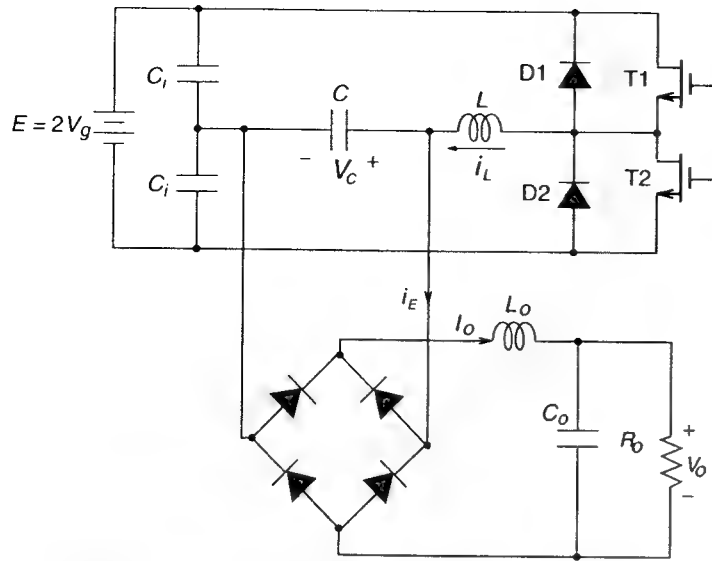 D1
T1
C_i
C
L
E = 2V_g
C_i
- V_c +
i_L
D2
T2
i_E
I_o
L_o
C_o
R_o
+
V_o
-